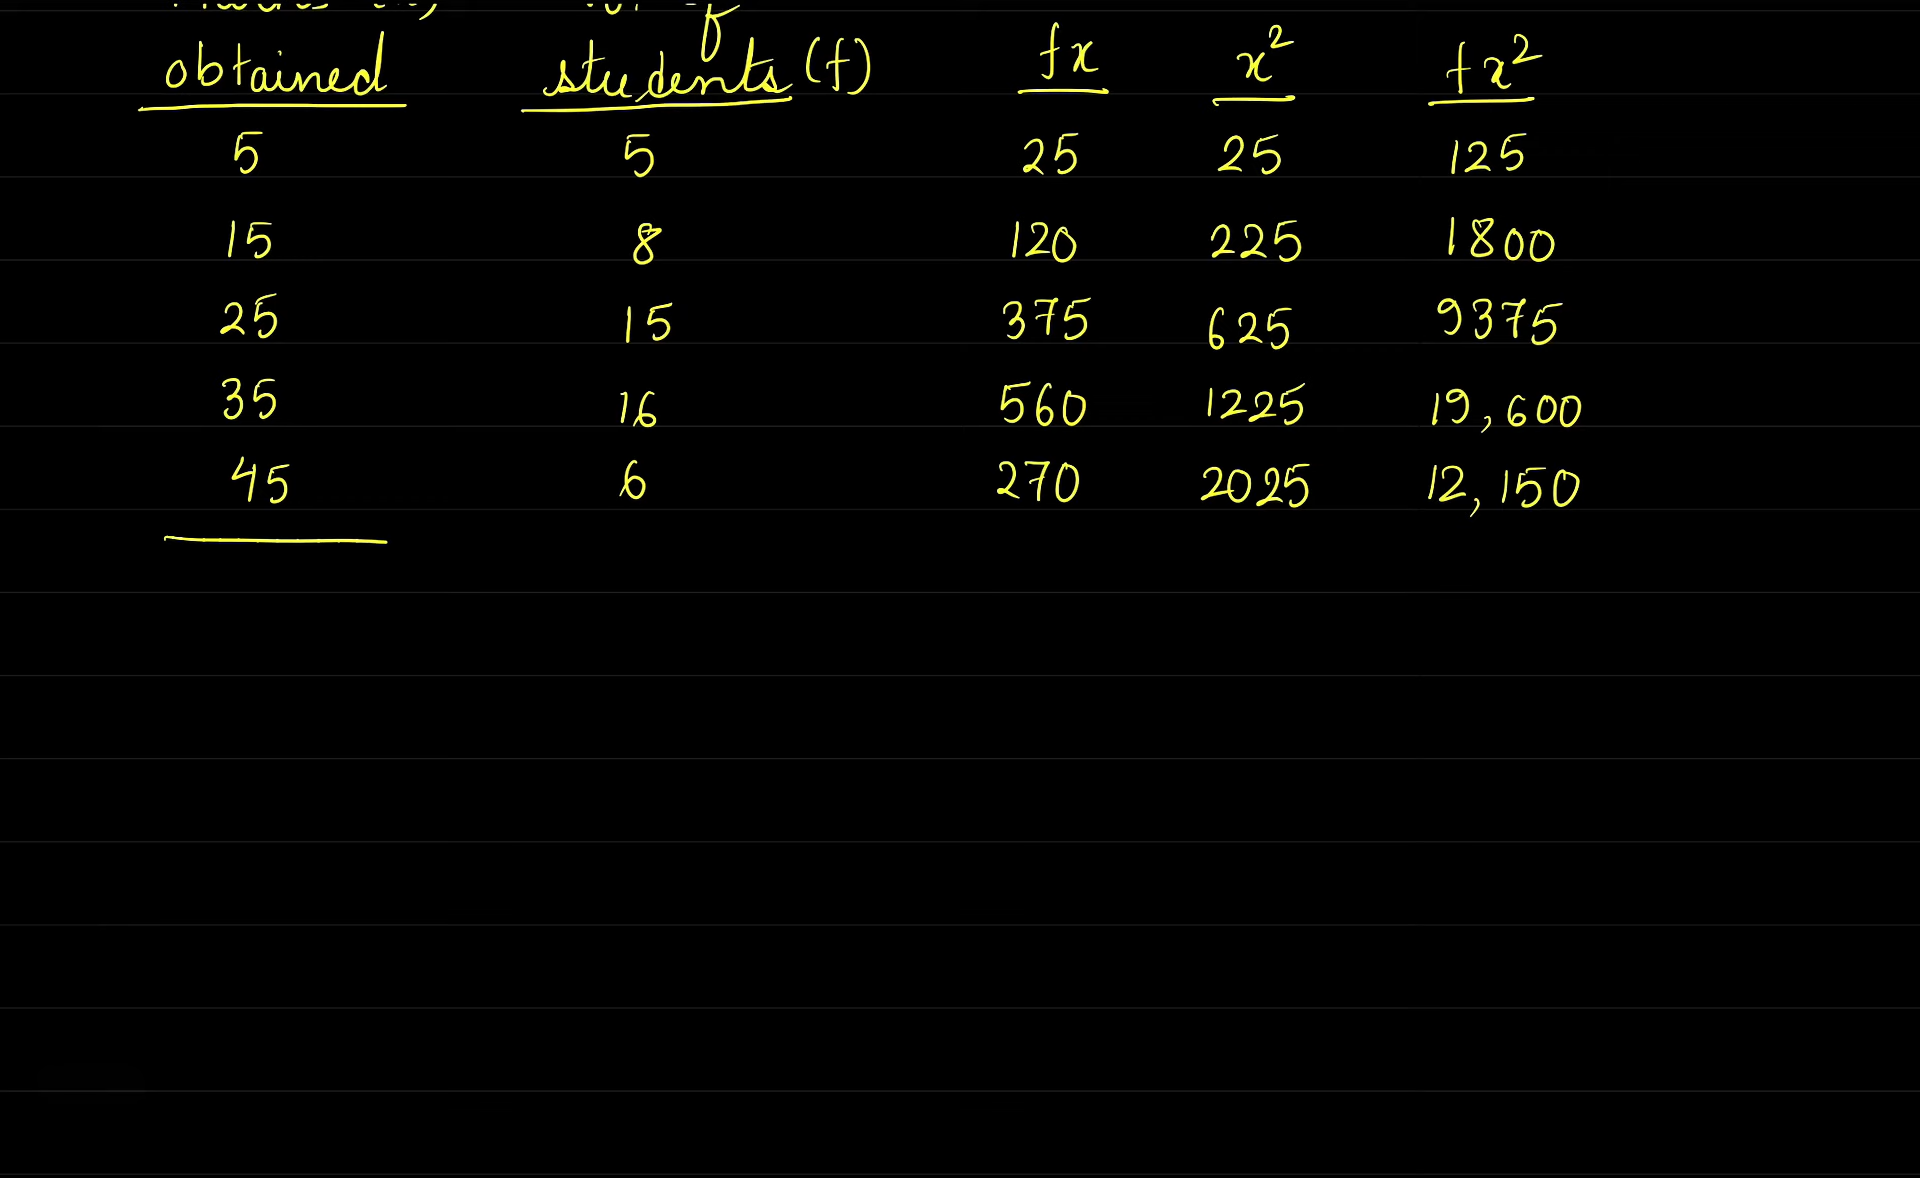 obtained students (f) fx x² fx²
5 5 25 25 125
15 8 120 225 1800
25 15 375 625 9375
35 16 560 1225 19,600
45 6 270 2025 12,150